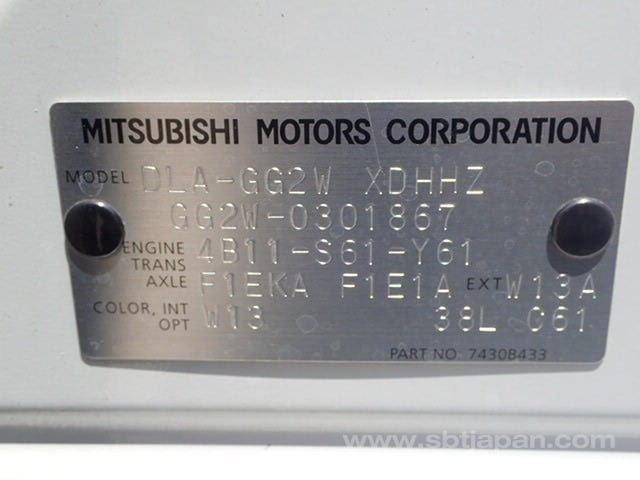 MITSUBISHI MOTORS CORPORATION
MODEL DLA-GG2W XDHHZ
GG2W-0301867
ENGINE 4B11-S61-Y61
TRANS
AXLE F1EKA F1E1A EXT W13A
COLOR, INT W13 38L C61
OPT
PART NO: 7430B433
www.sbtjapan.com